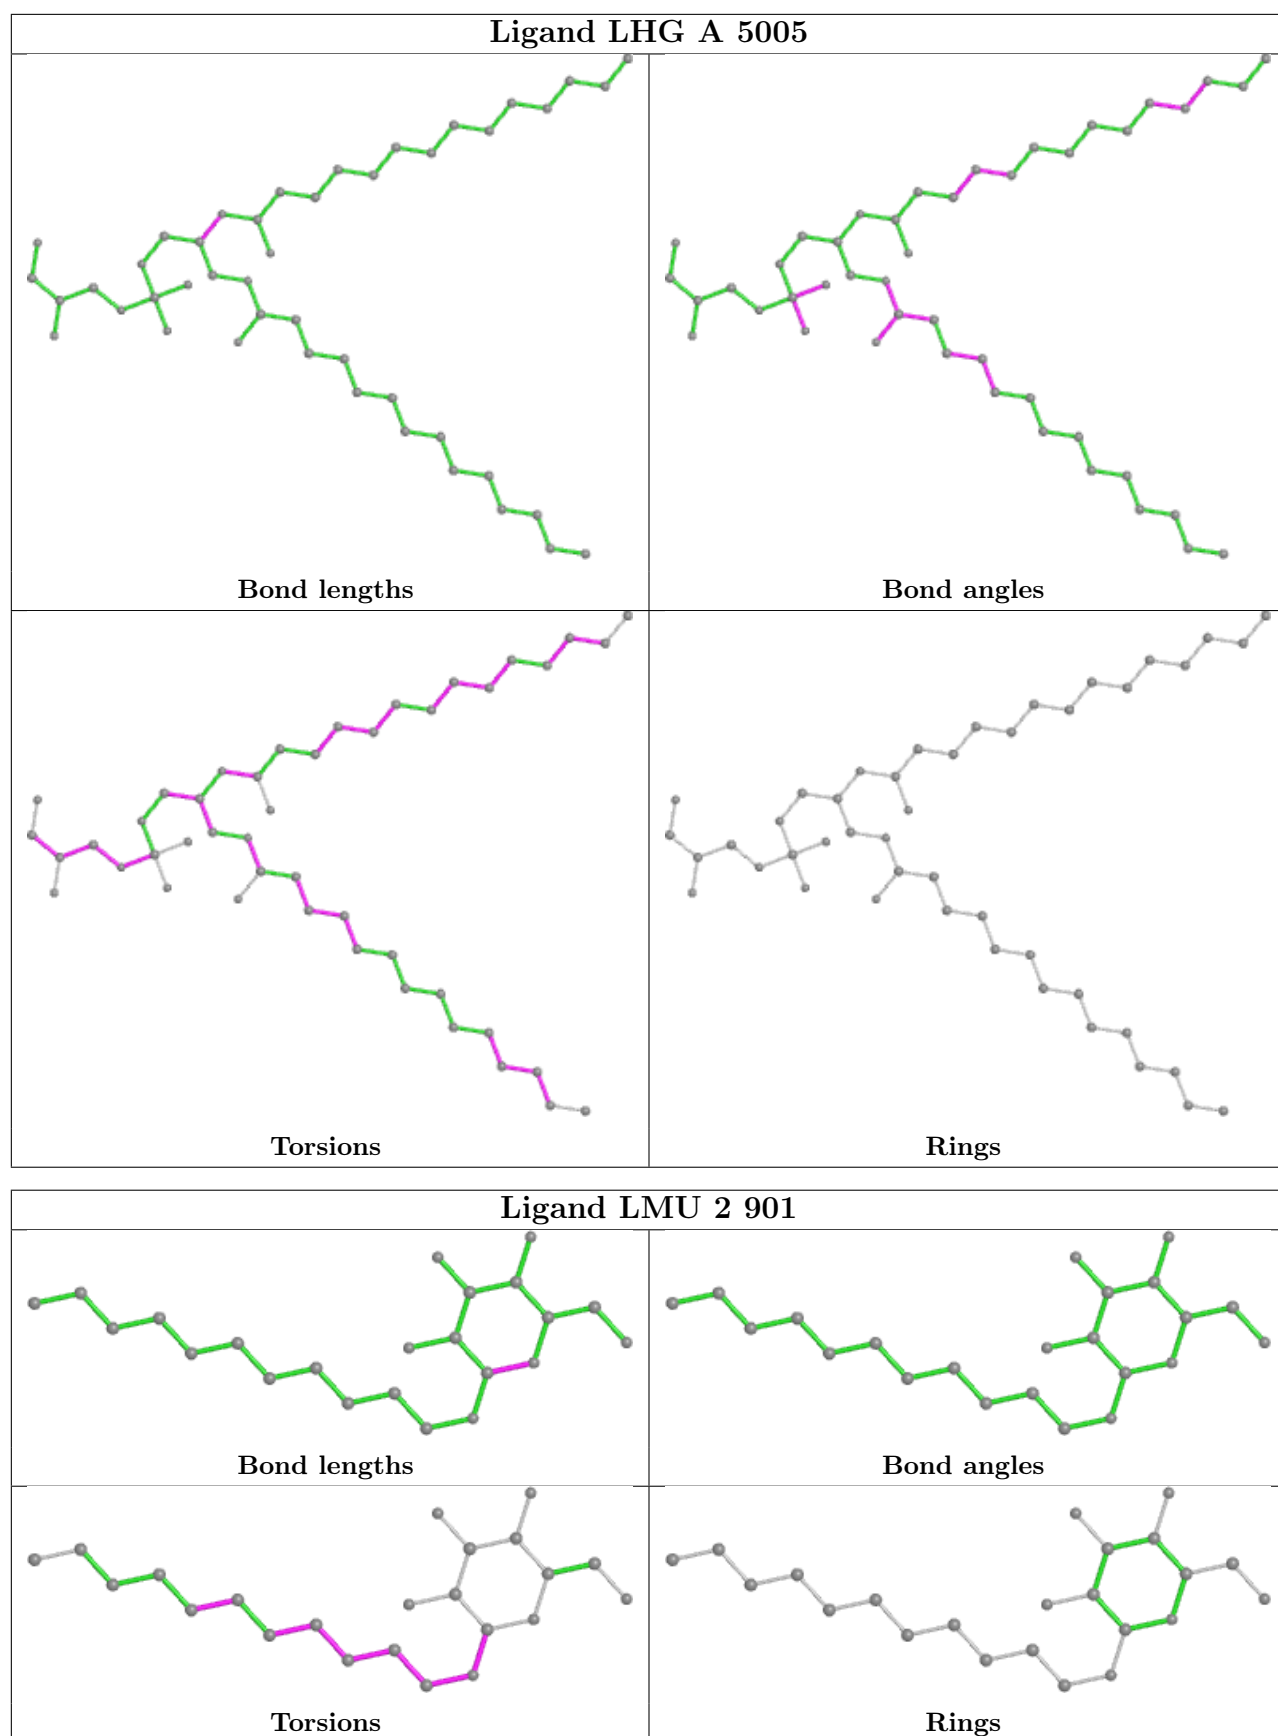 Ligand LHG A 5005
Bond lengths
Bond angles
Torsions
Rings
Ligand LMU 2 901
Bond lengths
Bond angles
Torsions
Rings